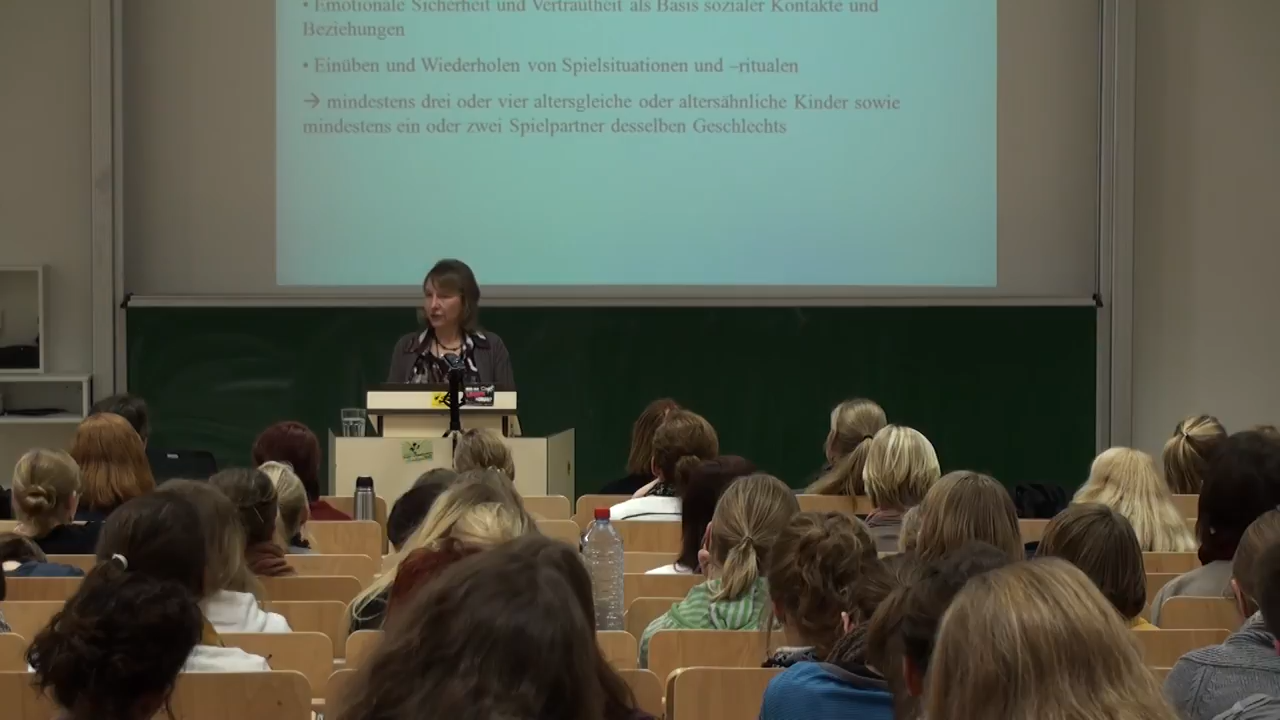 • Emotionale Sicherheit und Vertrautheit als Basis sozialer Kontakte und
Beziehungen
• Einüben und Wiederholen von Spielsituationen und –ritualen
→ mindestens drei oder vier altersgleiche oder altersähnliche Kinder sowie
mindestens ein oder zwei Spielpartner desselben Geschlechts